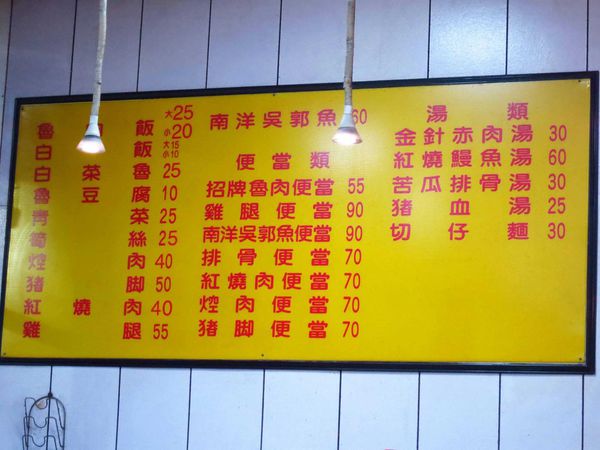 魯 飯 大25 小20
白飯 大15 小10
白菜魯 25
魯豆腐 10
青菜 25
筍絲 25
焢肉 40
豬脚 50
紅燒肉 40
雞腿 55
南洋吳郭魚 60
便當類
招牌魯肉便當 55
雞腿便當 90
南洋吳郭魚便當 90
排骨便當 70
紅燒肉便當 70
焢肉便當 70
豬脚便當 70
湯類
金針赤肉湯 30
紅燒鰻魚湯 60
苦瓜排骨湯 30
豬血湯 25
切仔麵 30